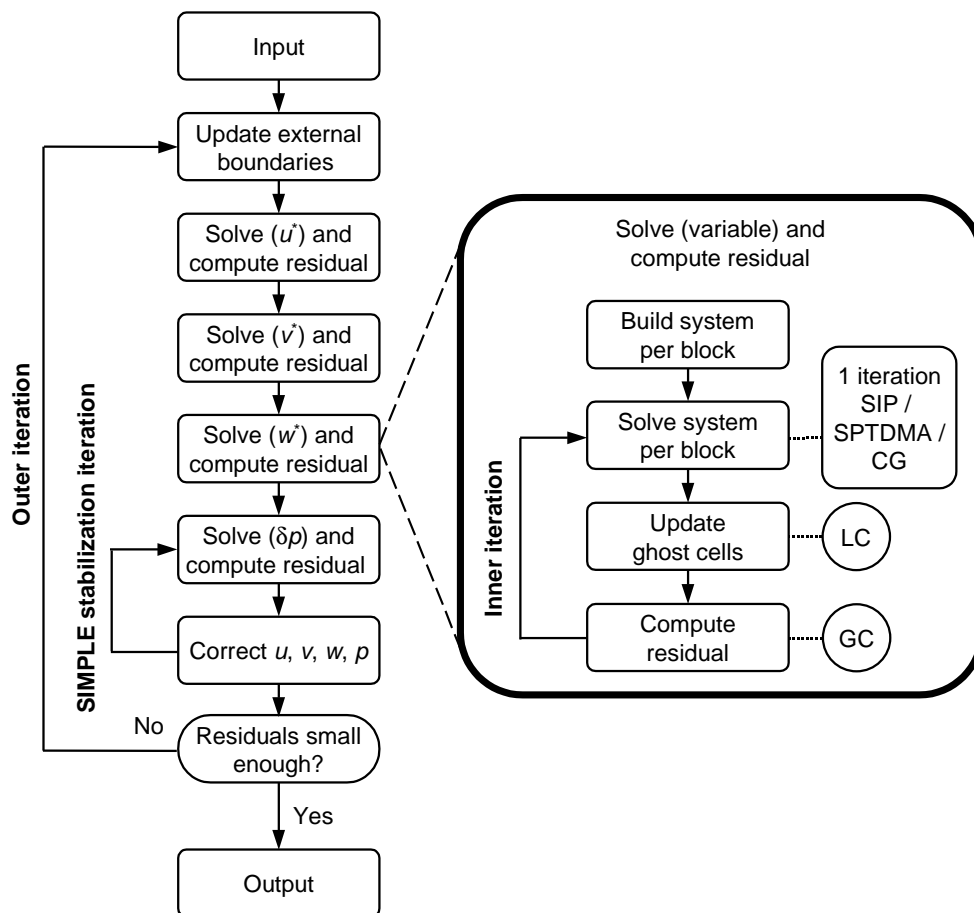 Input
Update external
boundaries
Solve (u*) and
compute residual
Solve (v*) and
compute residual
Solve (w*) and
compute residual
Solve (δp) and
compute residual
Correct u, v, w, p
Residuals small
enough?
No
Yes
Output
Outer iteration
SIMPLE stabilization iteration
Solve (variable) and
compute residual
Build system
per block
Solve system
per block
1 iteration
SIP /
SPTDMA /
CG
Update
ghost cells
LC
Compute
residual
GC
Inner iteration